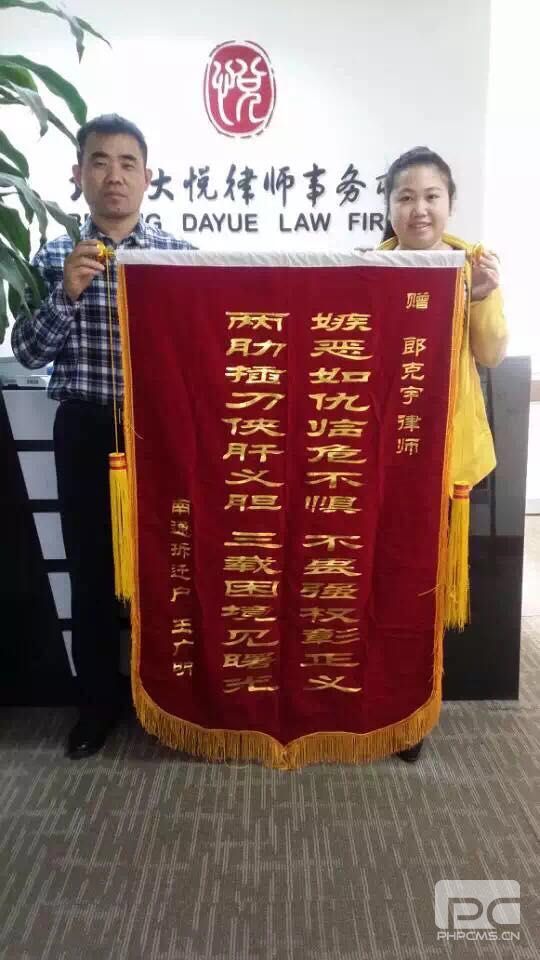 悦
大悦律师事务
DAYUE LAW FIR
赠 郎克宇律师
嫉恶如仇临危不惧 不畏强权彰正义
两肋插刀侠肝义胆 三载困境见曙光
南通拆迁户 王广明
PC
PHPCMS.CN